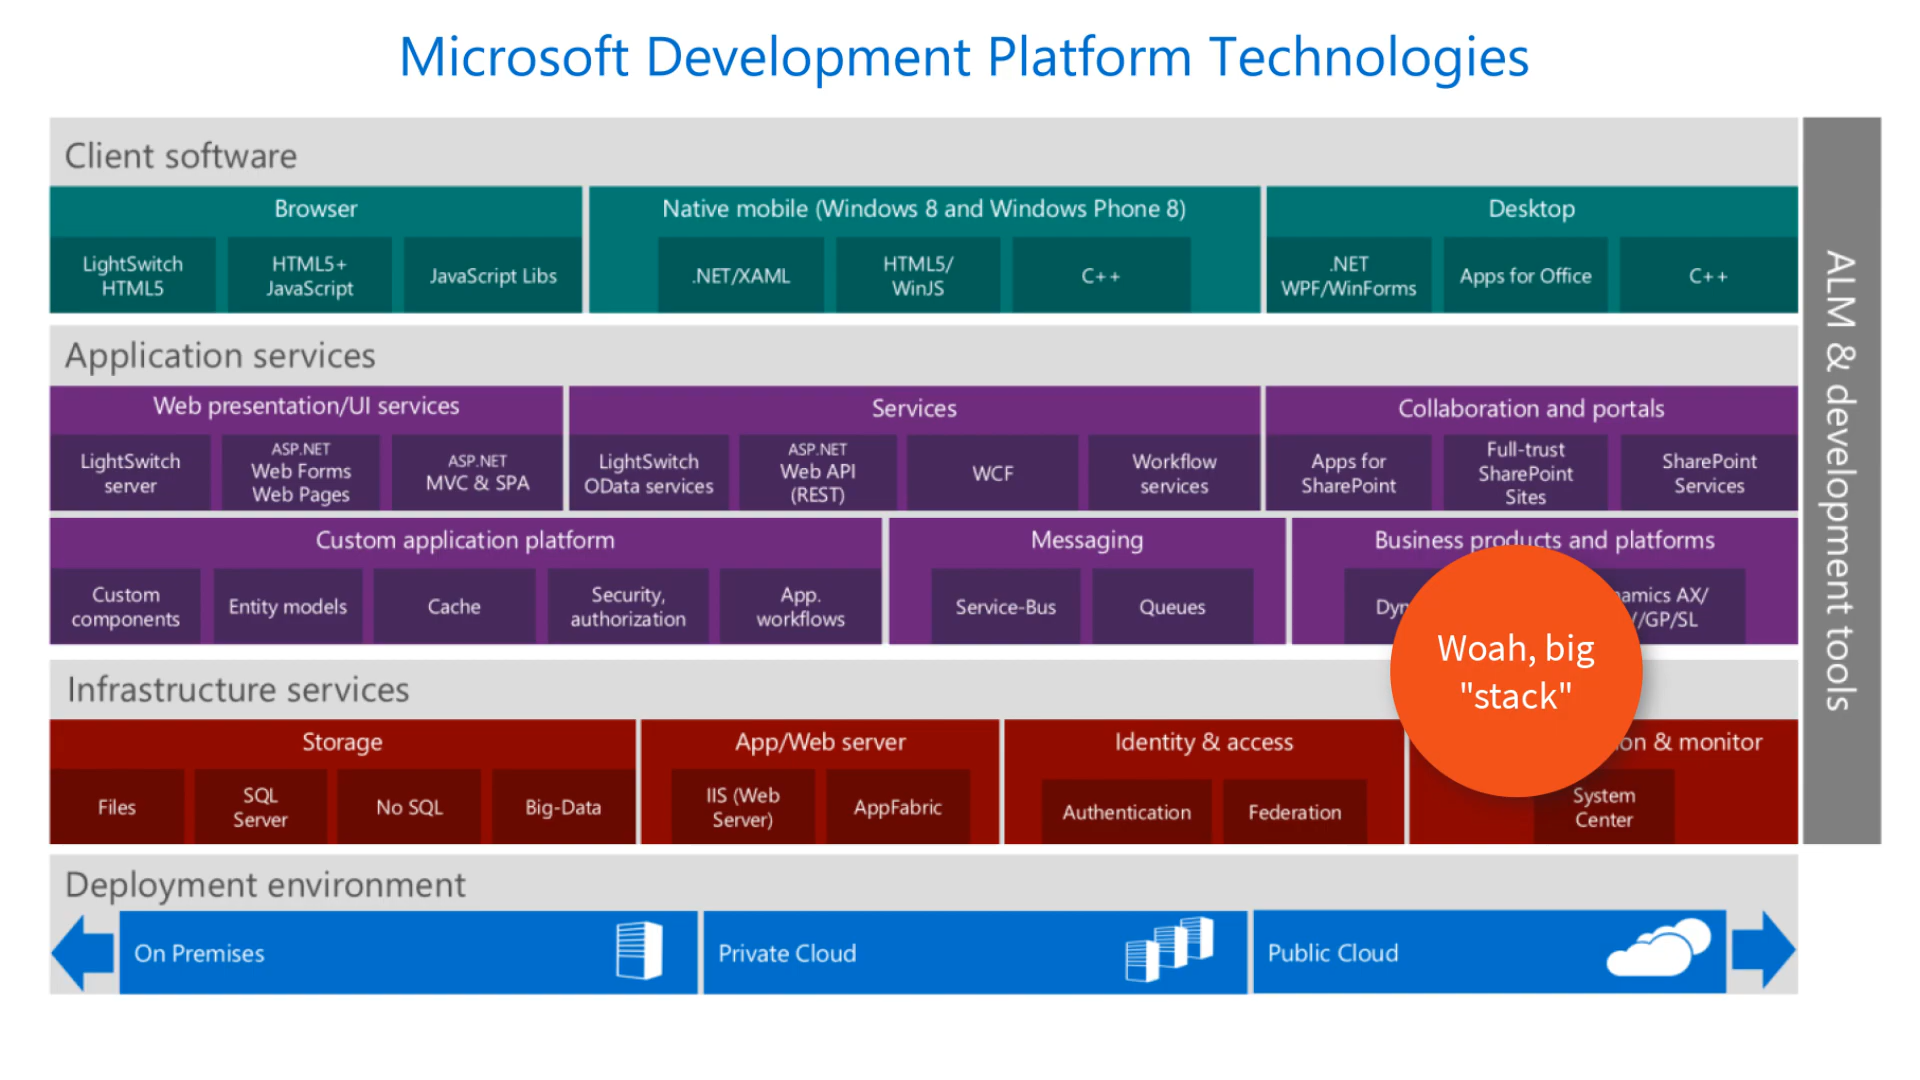 Microsoft Development Platform Technologies
Client software
Browser
LightSwitch
HTML5
HTML5+
JavaScript
JavaScript Libs
Native mobile (Windows 8 and Windows Phone 8)
.NET/XAML
HTML5/
WinJS
C++
Desktop
.NET
WPF/WinForms
Apps for Office
C++
Application services
Web presentation/UI services
LightSwitch
server
ASP.NET
Web Forms
Web Pages
ASP.NET
MVC & SPA
Services
LightSwitch
OData services
ASP.NET
Web API
(REST)
WCF
Workflow
services
Collaboration and portals
Apps for
SharePoint
Full-trust
SharePoint
Sites
SharePoint
Services
Custom application platform
Custom
components
Entity models
Cache
Security,
authorization
App.
workflows
Messaging
Service-Bus
Queues
Business products and platforms
AX/
/GP/SL
Woah, big
"stack"
Infrastructure services
Storage
Files
SQL
Server
No SQL
Big-Data
App/Web server
IIS (Web
Server)
AppFabric
Identity & access
Authentication
Federation
& monitor
System
Center
Deployment environment
On Premises
Private Cloud
Public Cloud
ALM & development tools